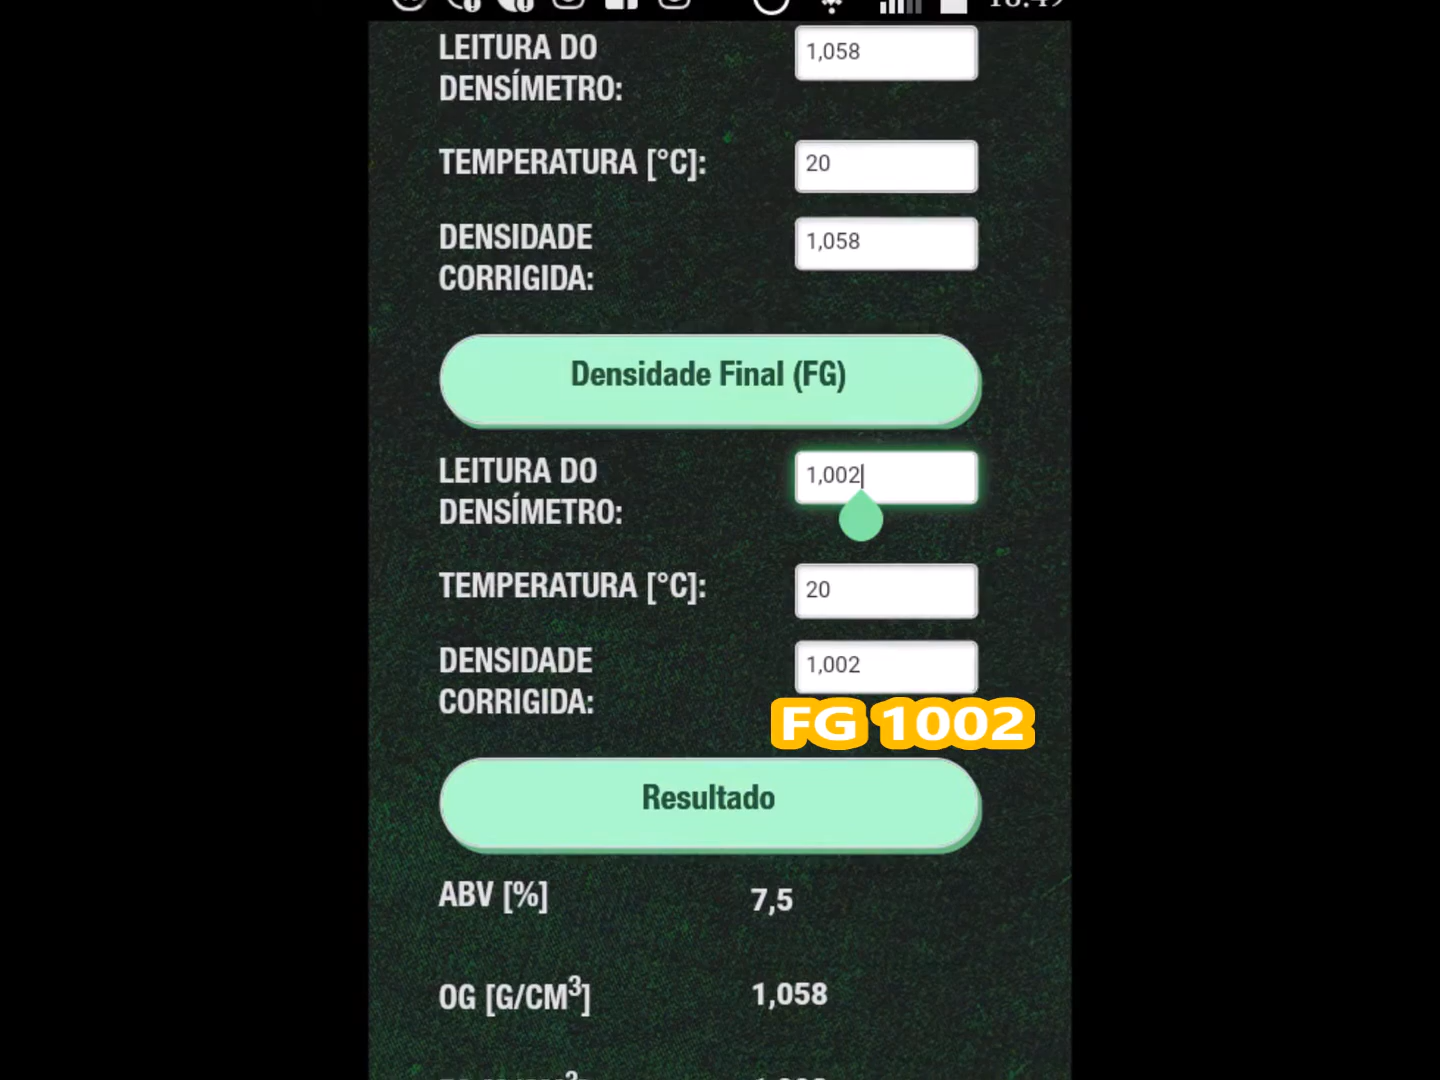 LEITURA DO
DENSÍMETRO:
1,058
TEMPERATURA [°C]:
20
DENSIDADE
CORRIGIDA:
1,058
Densidade Final (FG)
LEITURA DO
DENSÍMETRO:
1,002
TEMPERATURA [°C]:
20
DENSIDADE
CORRIGIDA:
1,002
FG 1002
Resultado
ABV [%]
7,5
OG [G/CM³]
1,058